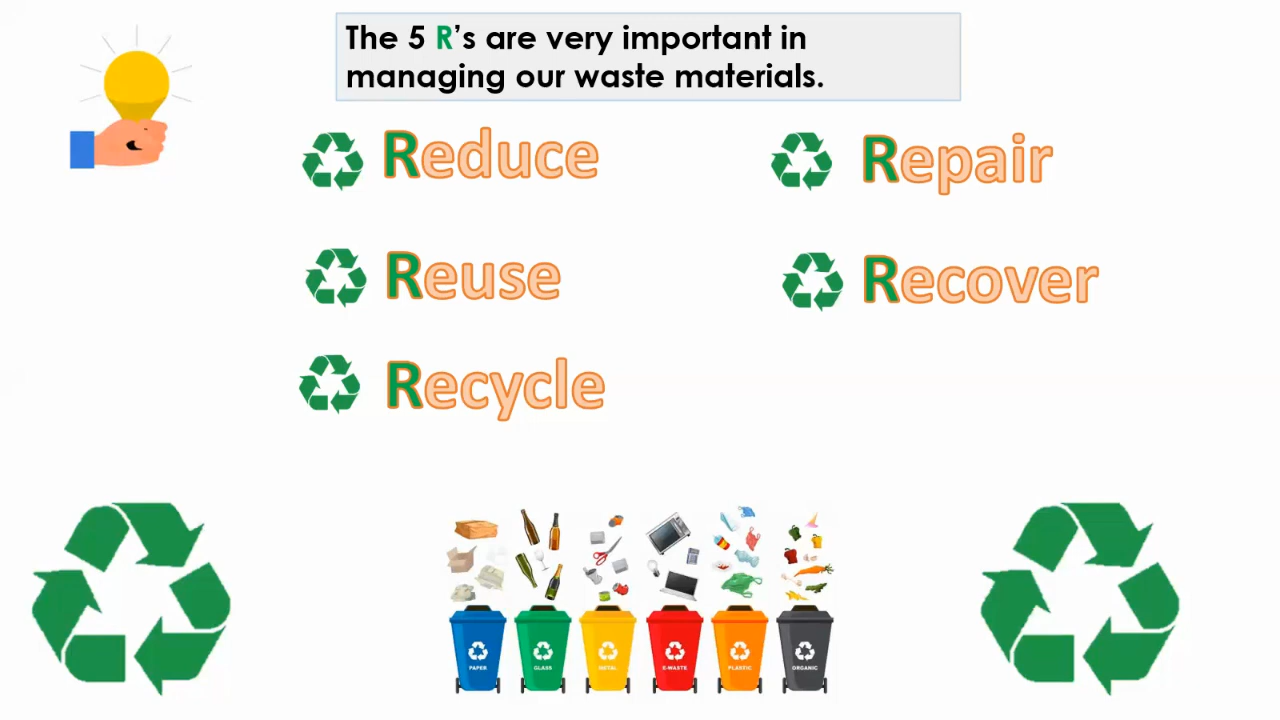 The 5 R's are very important in
managing our waste materials.
Reduce
Reuse
Recycle
Repair
Recover
PAPER
GLASS
METAL
E-WASTE
PLASTIC
ORGANIC